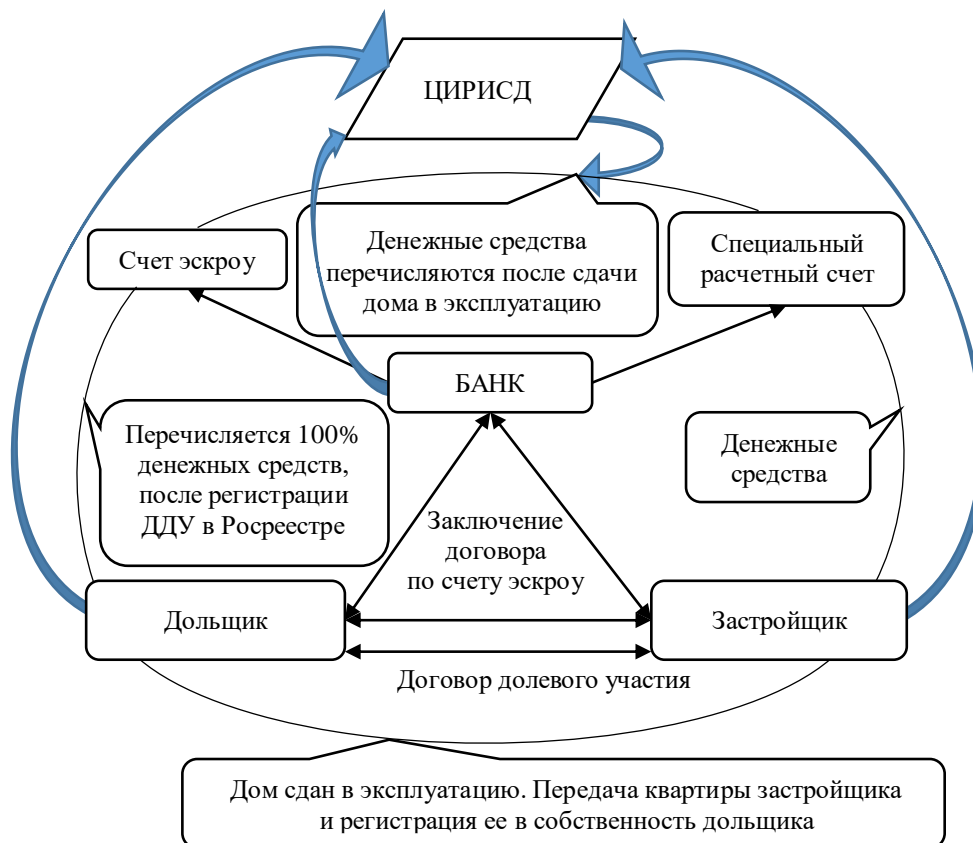 ЦИРИСД
Счет эскроу
Денежные средства
перечисляются после сдачи
дома в эксплуатацию
Специальный
расчетный счет
БАНК
Перечисляется 100%
денежных средств,
после регистрации
ДДУ в Росреестре
Денежные
средства
Заключение
договора
по счету эскроу
Дольщик
Застройщик
Договор долевого участия
Дом сдан в эксплуатацию. Передача квартиры застройщика
и регистрация ее в собственность дольщика